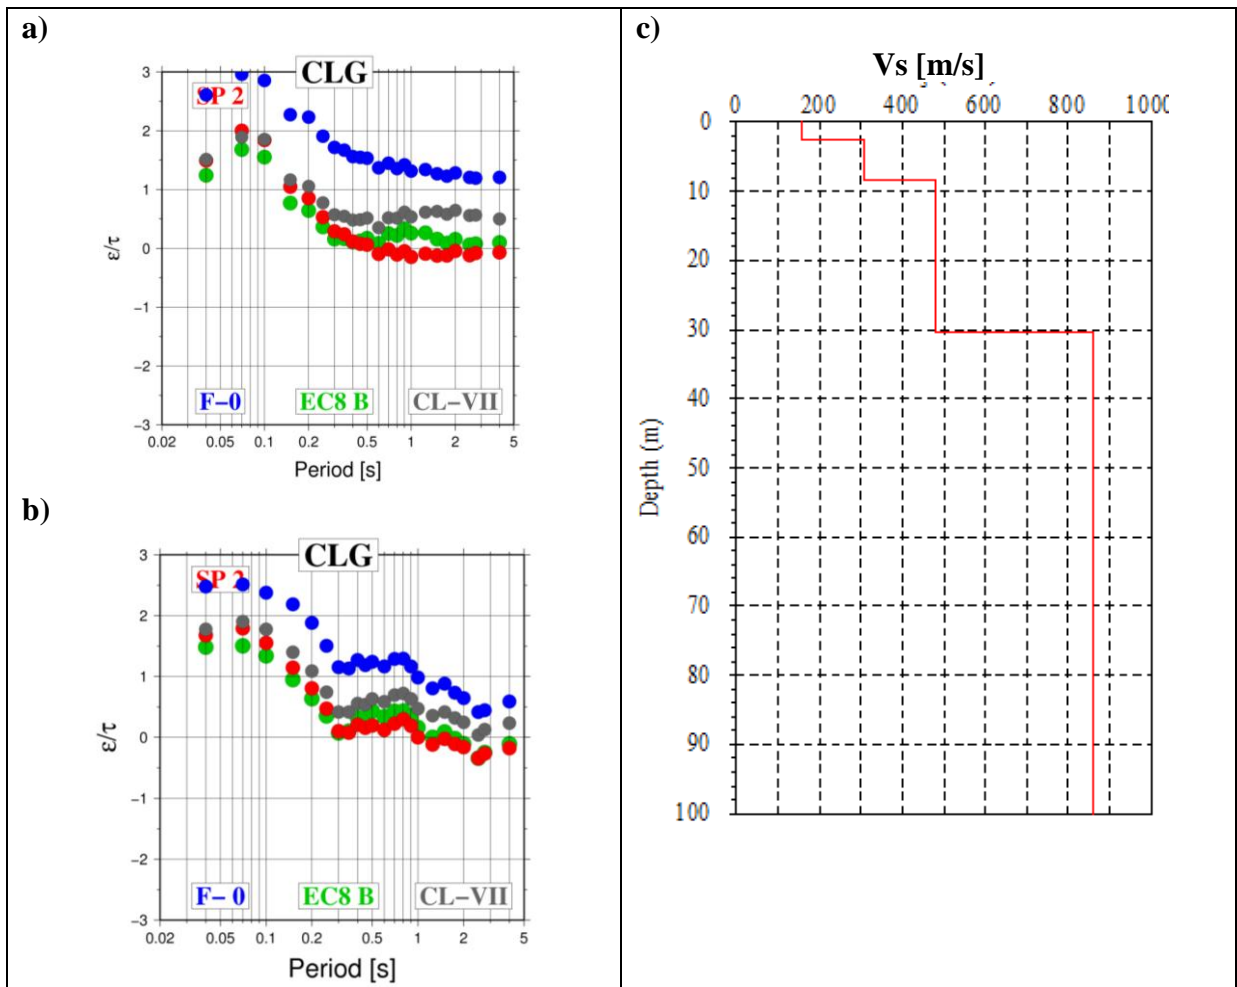 a)
CLG
SP 2
3
2
1
0
−1
−2
−3
ε/τ
F−0
EC8 B
CL−VII
0.02 0.05 0.1 0.2 0.5 1 2 5
Period [s]
b)
CLG
SP 2
3
2
1
0
−1
−2
−3
ε/τ
F− 0
EC8 B
CL−VII
0.02 0.05 0.1 0.2 0.5 1 2 5
Period [s]
c)
Vs [m/s]
0 200 400 600 800 1000
0
10
20
30
40
50
60
70
80
90
100
Depth (m)